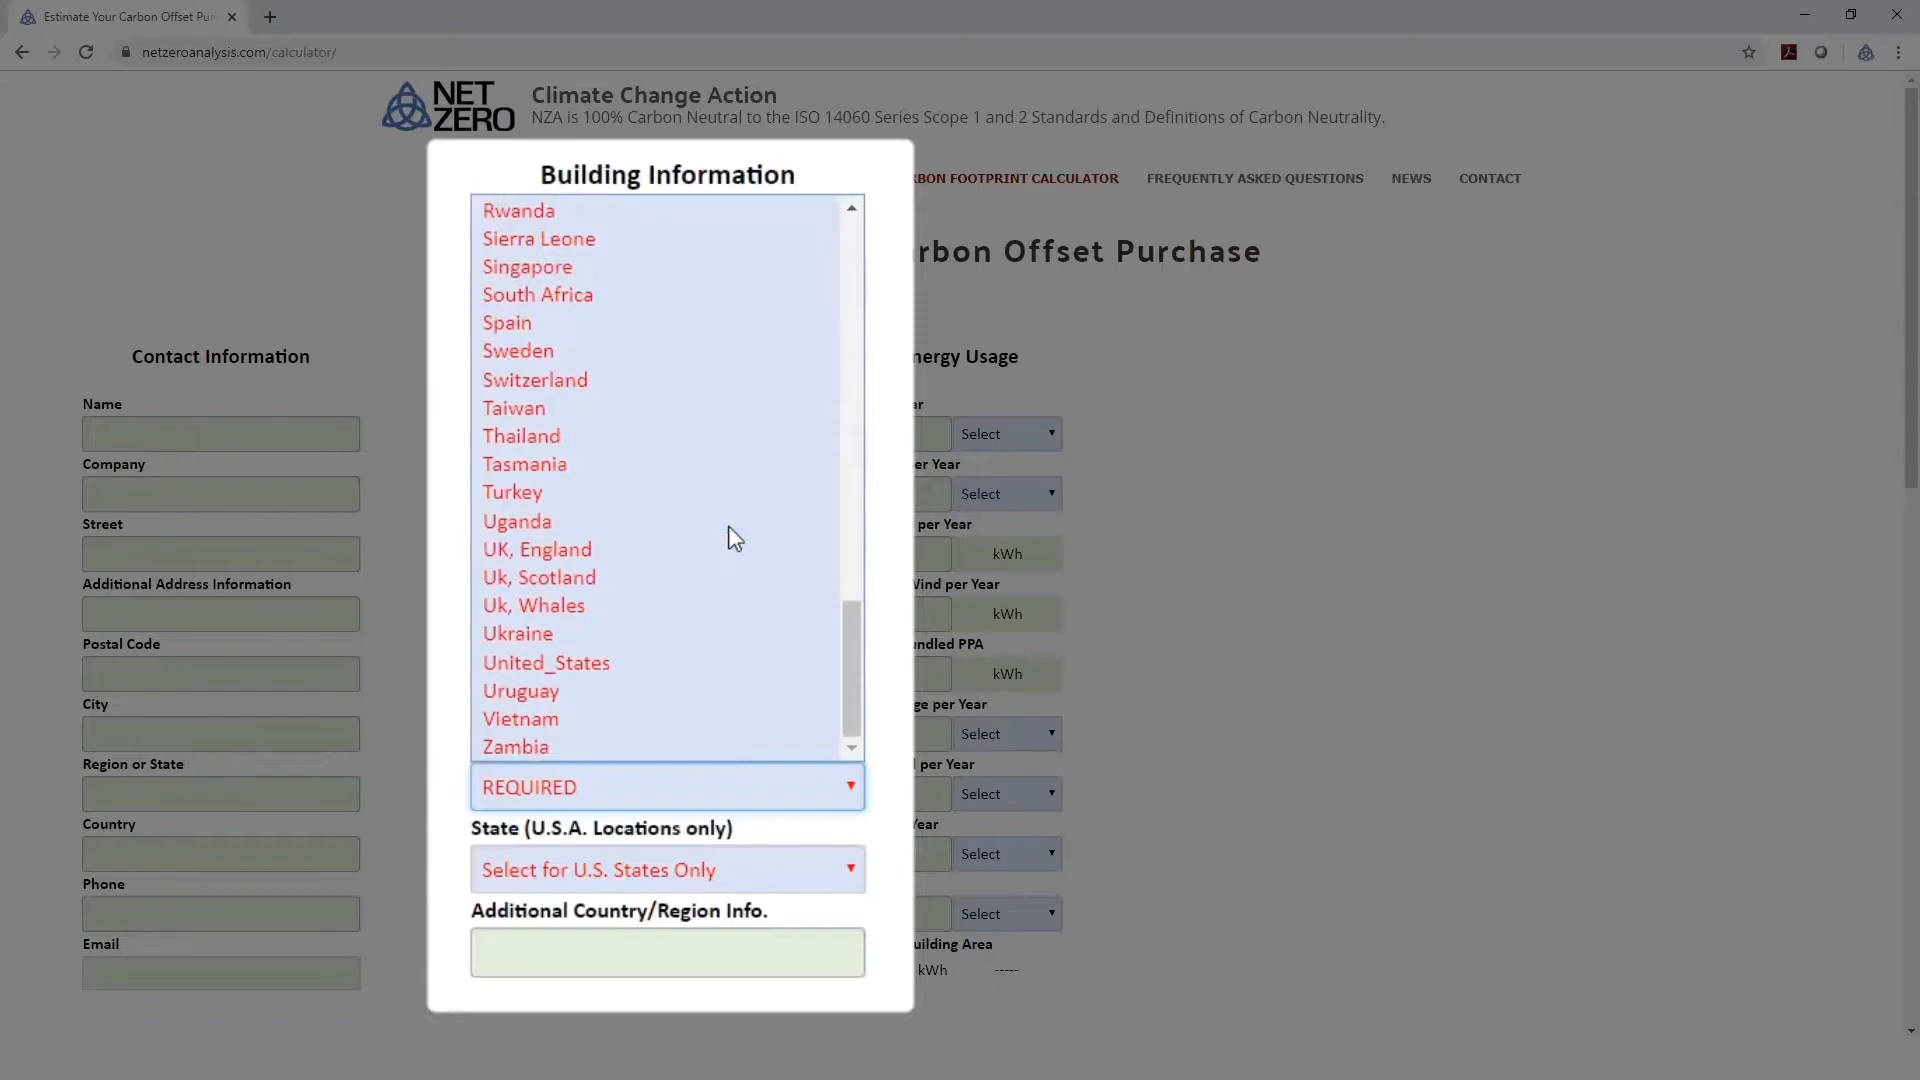 Estimate Your Carbon Offset Pur
netzeroanalysis.com/calculator/
NET
ZERO
Climate Change Action
NZA is 100% Carbon Neutral to the ISO 14060 Series Scope 1 and 2 Standards and Definitions of Carbon Neutrality.
RBON FOOTPRINT CALCULATOR
FREQUENTLY ASKED QUESTIONS
NEWS
CONTACT
rbon Offset Purchase
Contact Information
Name
Company
Street
Additional Address Information
Postal Code
City
Region or State
Country
Phone
Email
Building Information
Rwanda
Sierra Leone
Singapore
South Africa
Spain
Sweden
Switzerland
Taiwan
Thailand
Tasmania
Turkey
Uganda
UK, England
Uk, Scotland
Uk, Whales
Ukraine
United_States
Uruguay
Vietnam
Zambia
REQUIRED
State (U.S.A. Locations only)
Select for U.S. States Only
Additional Country/Region Info.
nergy Usage
ar
Select
er Year
Select
per Year
kWh
Wind per Year
kWh
undled PPA
kWh
ge per Year
Select
l per Year
Select
Year
Select
Select
uilding Area
kWh -----